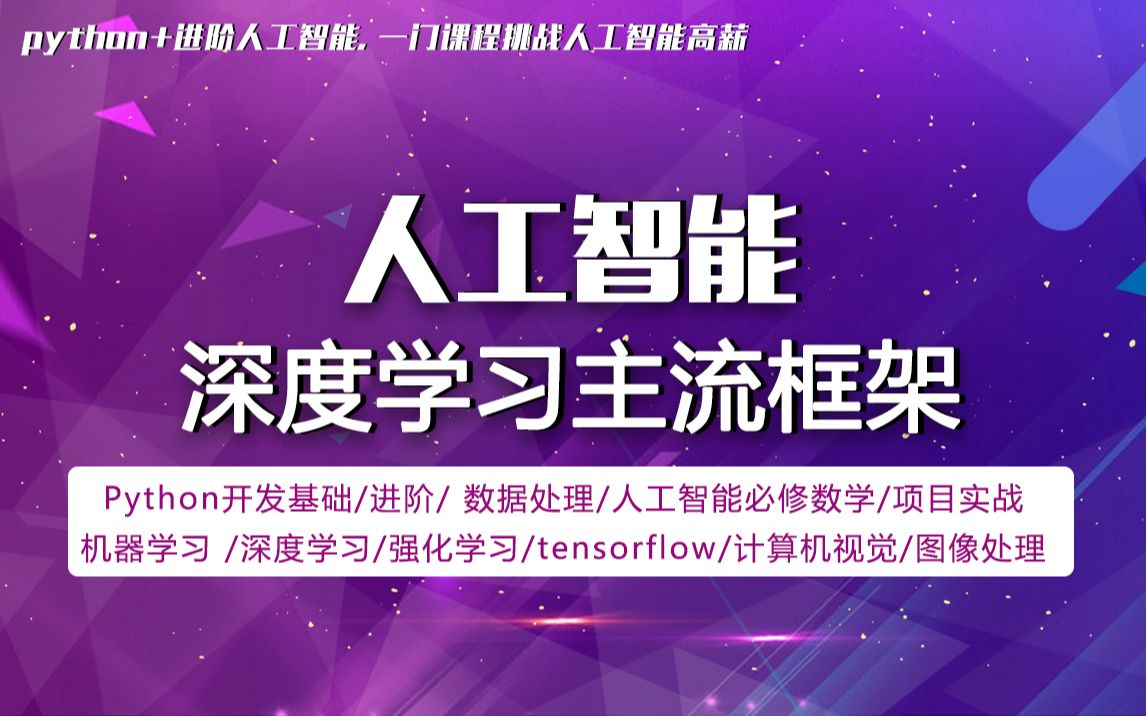 python+进阶人工智能,一门课程挑战人工智能高薪
人工智能
深度学习主流框架
Python开发基础/进阶/ 数据处理/人工智能必修数学/项目实战
机器学习 /深度学习/强化学习/tensorflow/计算机视觉/图像处理